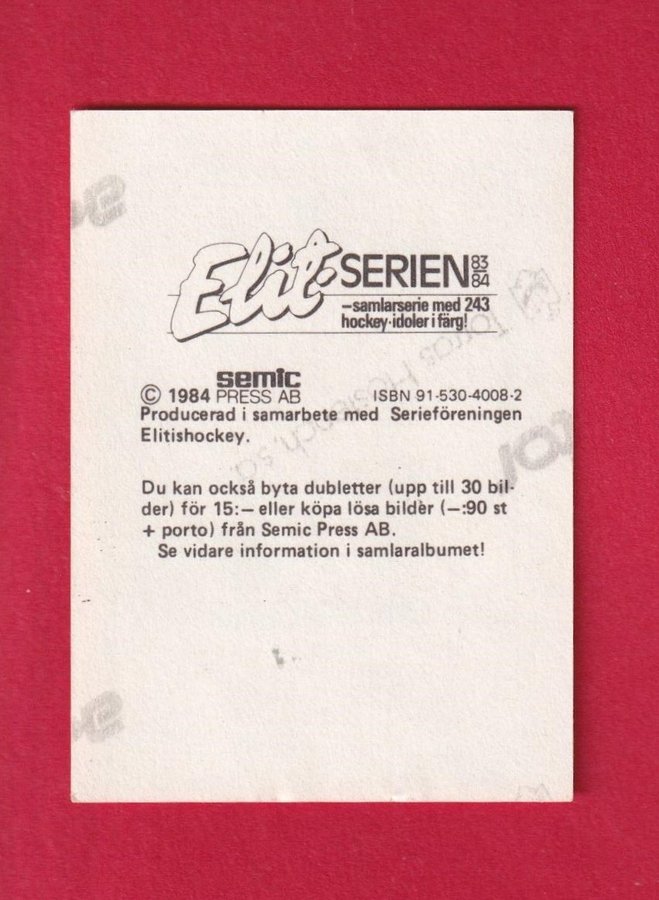 Elit-SERIEN 83/84
–samlarserie med 243
hockey-idoler i färg!
semic
© 1984 PRESS AB ISBN 91-530-4008-2
Producerad i samarbete med Serieföreningen
Elitishockey.
Du kan också byta dubletter (upp till 30 bil-
der) för 15:– eller köpa lösa bilder (–:90 st
+ porto) från Semic Press AB.
Se vidare information i samlaralbumet!